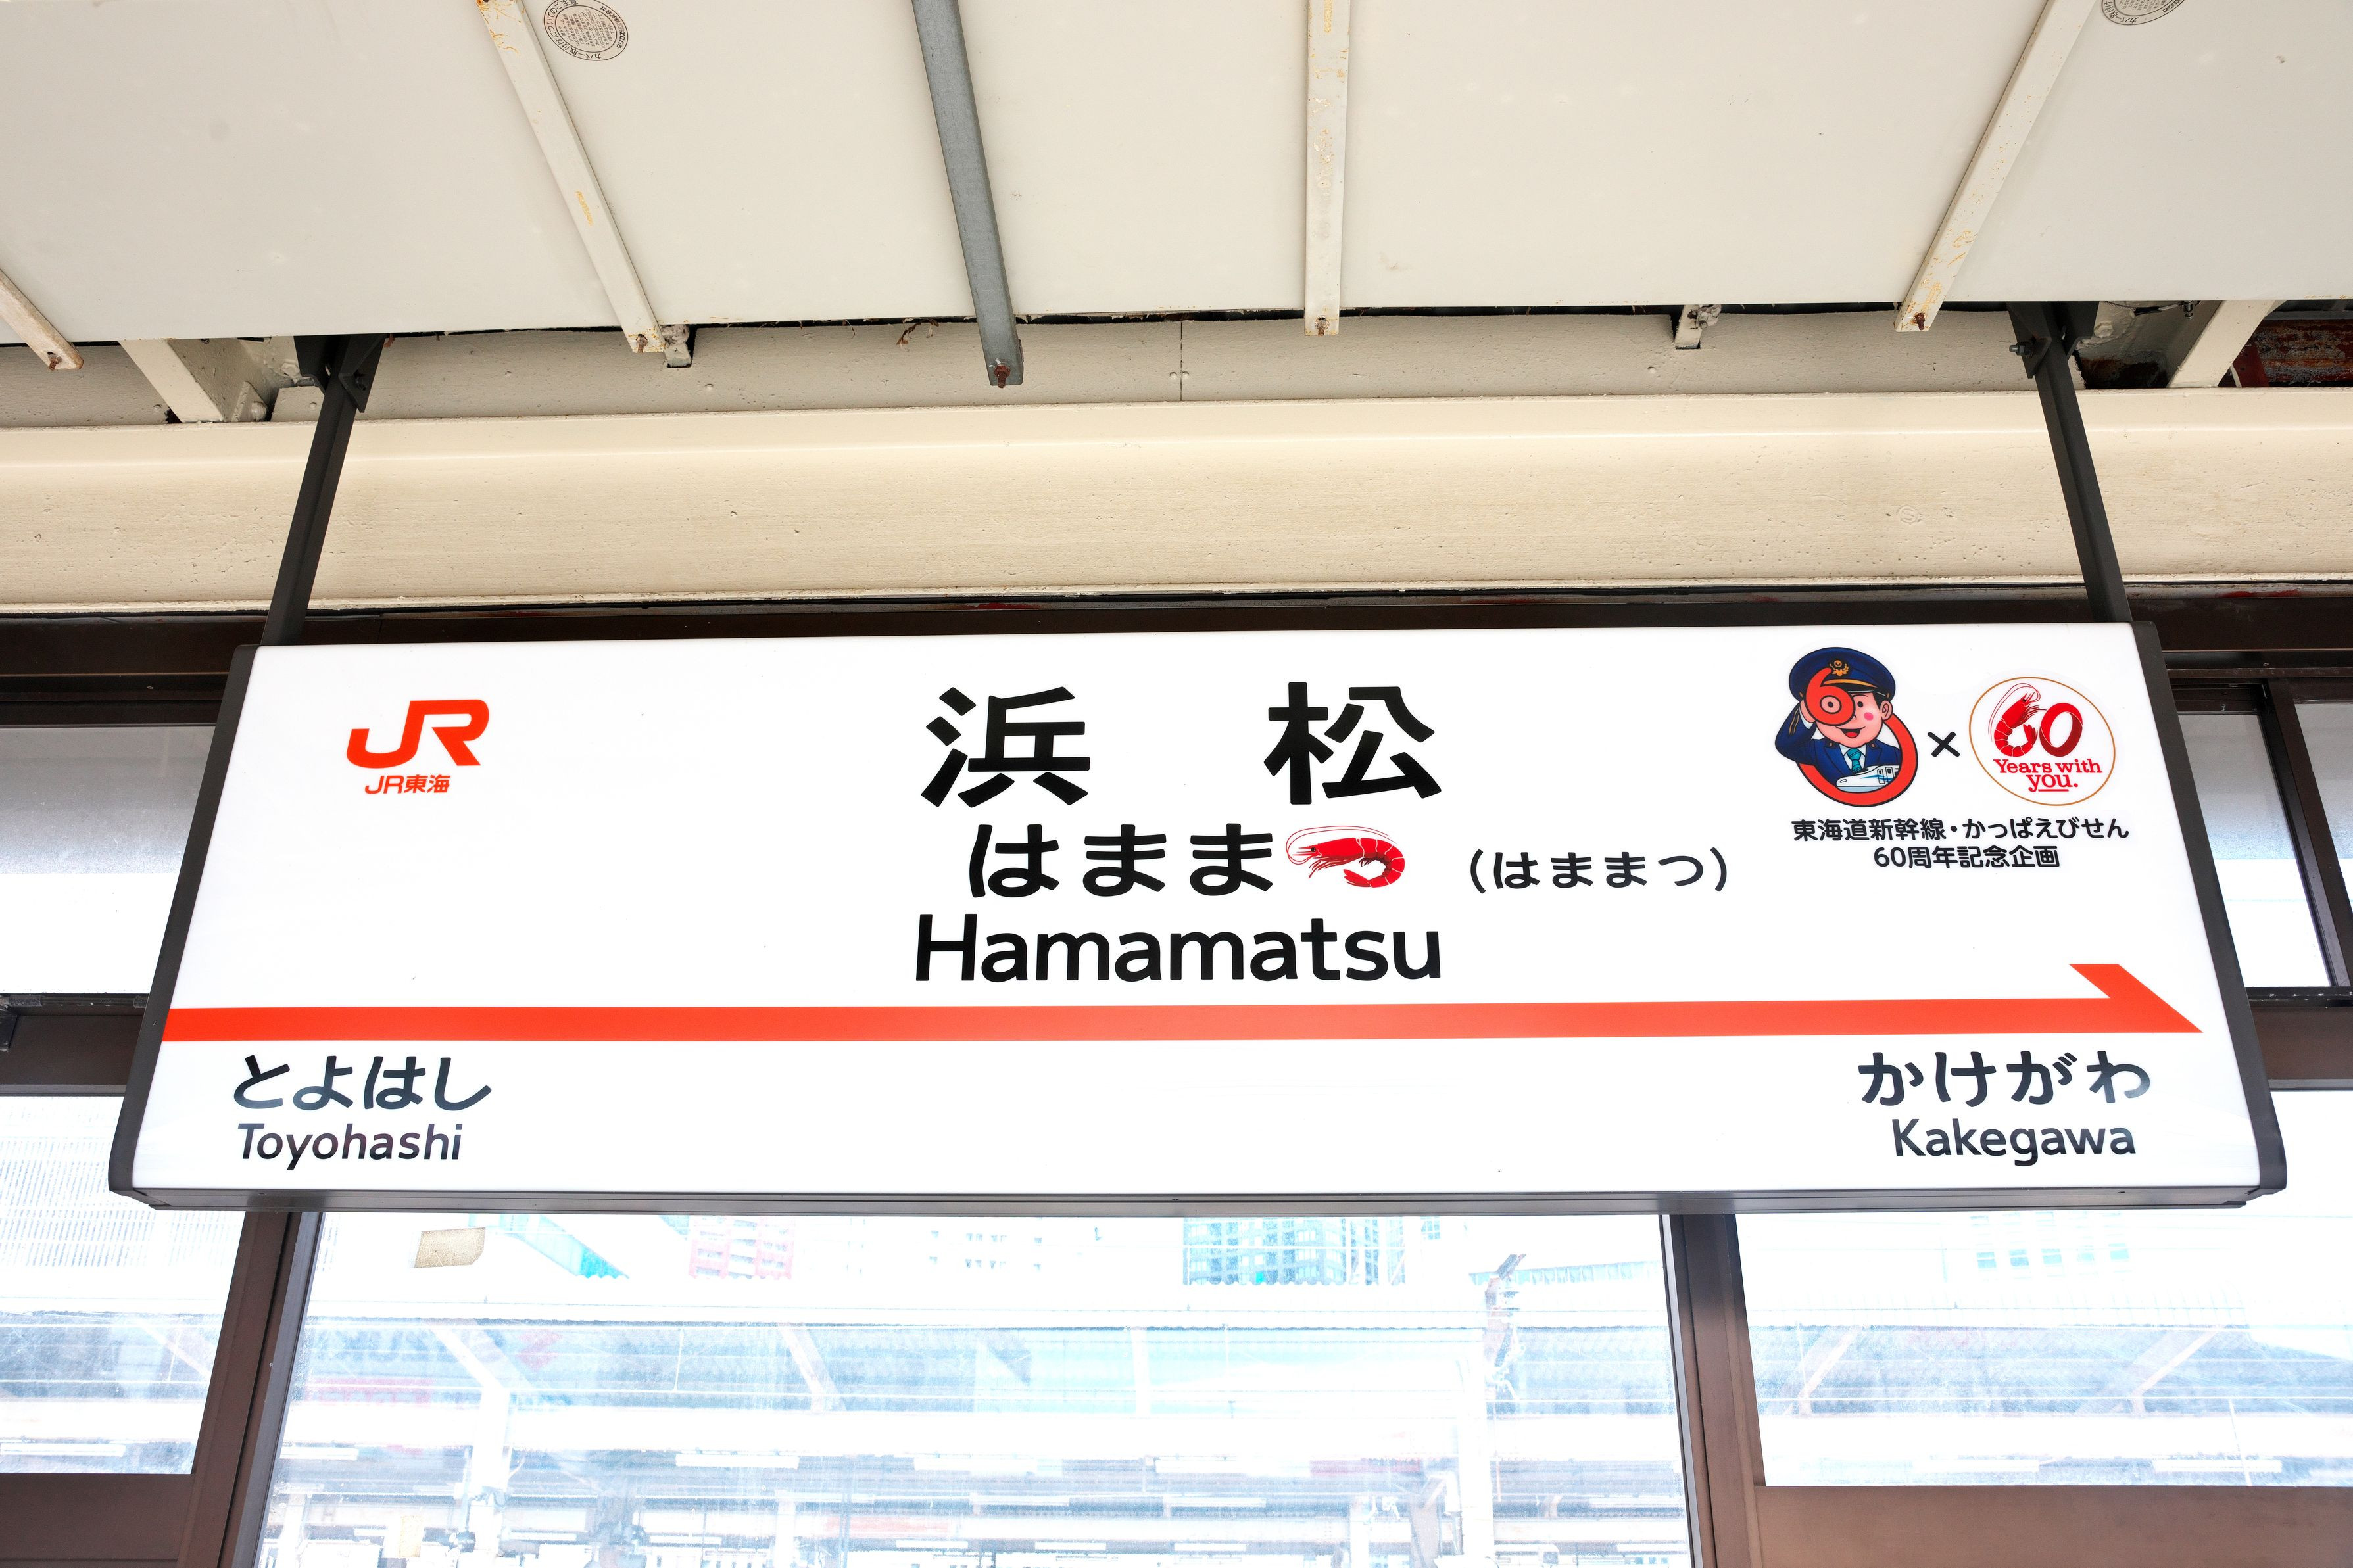 JR
JR東海
浜松
はまま
(はままつ)
Hamamatsu
6
×
60
Years with
you.
東海道新幹線・かっぱえびせん
60周年記念企画
とよはし
Toyohashi
かけがわ
Kakegawa